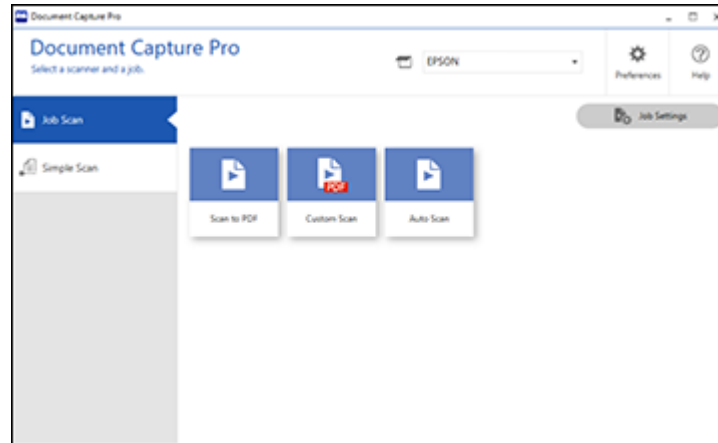 Document Capture Pro
Document Capture Pro
Select a scanner and a job.
EPSON
Preferences
Help
Job Scan
Job Settings
Simple Scan
PDF
Scan to PDF
Custom Scan
Auto Scan